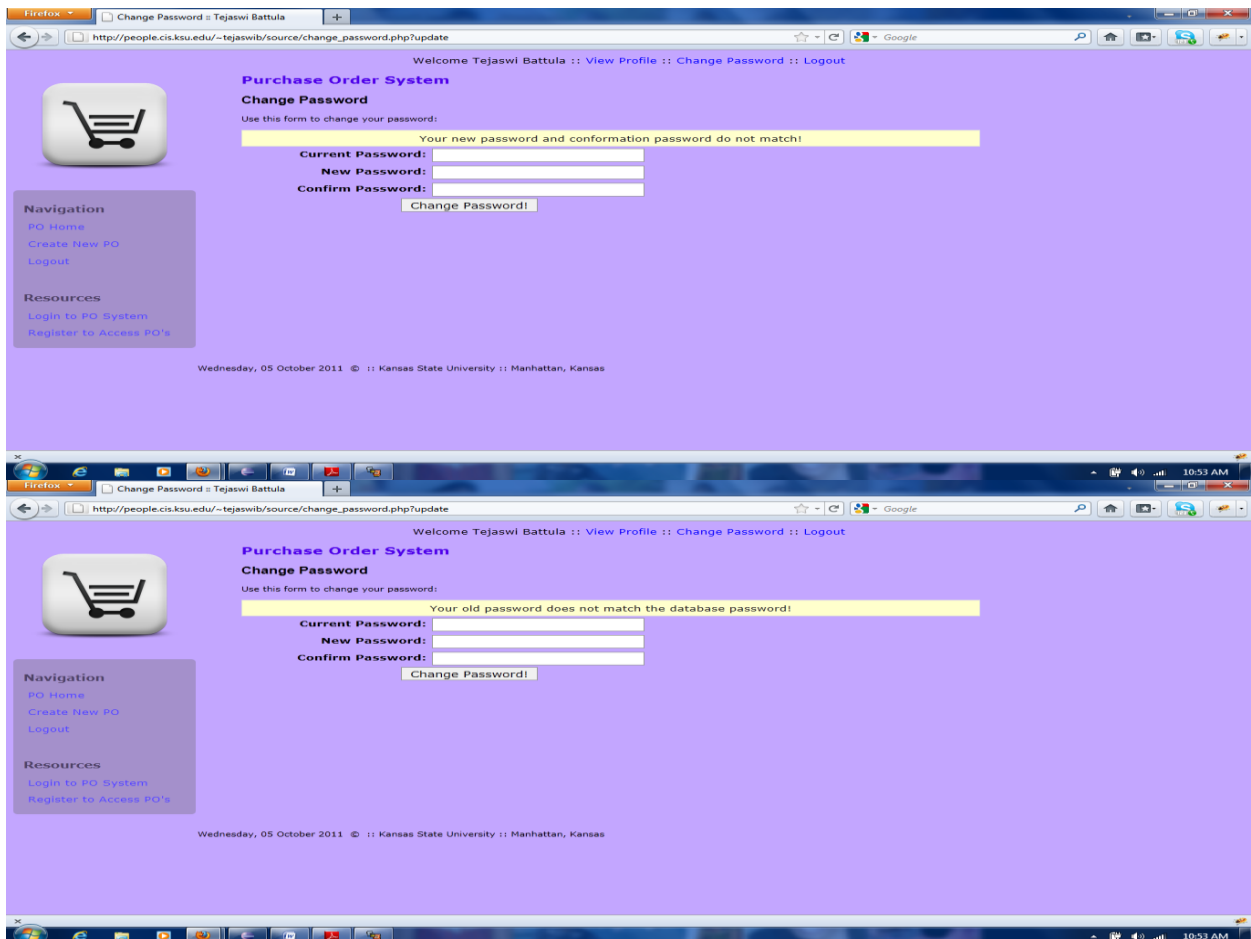 Firefox
Change Password :: Tejaswi Battula
http://people.cis.ksu.edu/~tejaswib/source/change_password.php?update
Google
Welcome Tejaswi Battula :: View Profile :: Change Password :: Logout
Purchase Order System
Change Password
Use this form to change your password:
Your new password and conformation password do not match!
Current Password:
New Password:
Confirm Password:
Change Password!
Navigation
PO Home
Create New PO
Logout
Resources
Login to PO System
Register to Access PO's
Wednesday, 05 October 2011 © :: Kansas State University :: Manhattan, Kansas
10:53 AM
Firefox
Change Password :: Tejaswi Battula
http://people.cis.ksu.edu/~tejaswib/source/change_password.php?update
Google
Welcome Tejaswi Battula :: View Profile :: Change Password :: Logout
Purchase Order System
Change Password
Use this form to change your password:
Your old password does not match the database password!
Current Password:
New Password:
Confirm Password:
Change Password!
Navigation
PO Home
Create New PO
Logout
Resources
Login to PO System
Register to Access PO's
Wednesday, 05 October 2011 © :: Kansas State University :: Manhattan, Kansas
10:53 AM